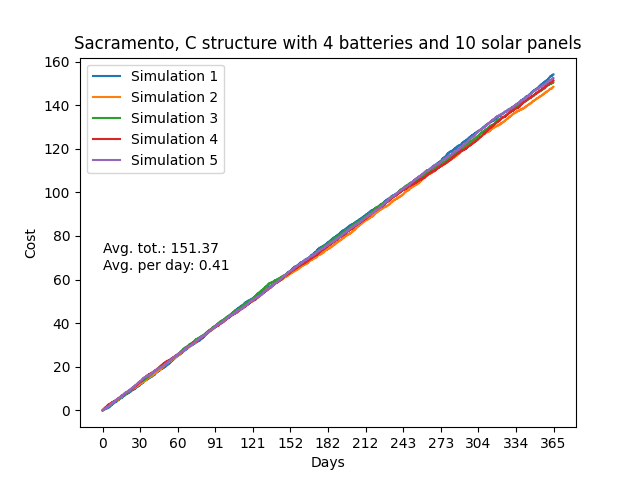 Sacramento, C structure with 4 batteries and 10 solar panels
160
140
120
100
80
60
40
20
0
Cost
Simulation 1
Simulation 2
Simulation 3
Simulation 4
Simulation 5
Avg. tot.: 151.37
Avg. per day: 0.41
0 30 60 91 121 152 182 212 243 273 304 334 365
Days